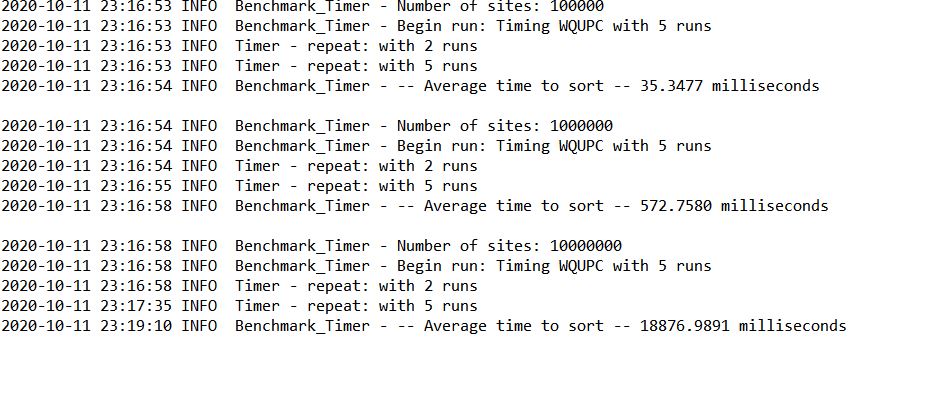 2020-10-11 23:16:53 INFO  Benchmark_Timer - Number of sites: 100000
2020-10-11 23:16:53 INFO  Benchmark_Timer - Begin run: Timing WQUPC with 5 runs
2020-10-11 23:16:53 INFO  Timer - repeat: with 2 runs
2020-10-11 23:16:53 INFO  Timer - repeat: with 5 runs
2020-10-11 23:16:54 INFO  Benchmark_Timer - -- Average time to sort -- 35.3477 milliseconds
2020-10-11 23:16:54 INFO  Benchmark_Timer - Number of sites: 1000000
2020-10-11 23:16:54 INFO  Benchmark_Timer - Begin run: Timing WQUPC with 5 runs
2020-10-11 23:16:54 INFO  Timer - repeat: with 2 runs
2020-10-11 23:16:55 INFO  Timer - repeat: with 5 runs
2020-10-11 23:16:58 INFO  Benchmark_Timer - -- Average time to sort -- 572.7580 milliseconds
2020-10-11 23:16:58 INFO  Benchmark_Timer - Number of sites: 10000000
2020-10-11 23:16:58 INFO  Benchmark_Timer - Begin run: Timing WQUPC with 5 runs
2020-10-11 23:16:58 INFO  Timer - repeat: with 2 runs
2020-10-11 23:17:35 INFO  Timer - repeat: with 5 runs
2020-10-11 23:19:10 INFO  Benchmark_Timer - -- Average time to sort -- 18876.9891 milliseconds